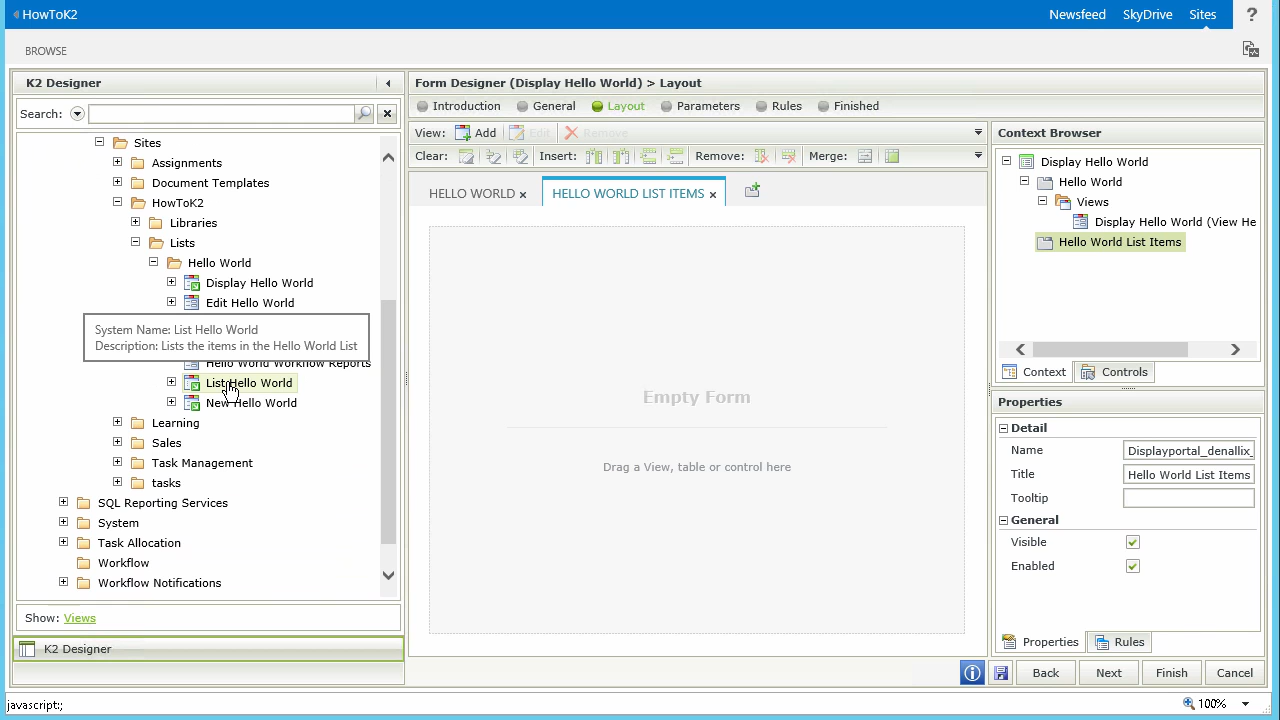 HowToK2
Newsfeed SkyDrive Sites ?
BROWSE
K2 Designer
Search:
Sites
Assignments
Document Templates
HowToK2
Libraries
Lists
Hello World
Display Hello World
Edit Hello World
System Name: List Hello World
Description: Lists the items in the Hello World List
Hello World Workflow Reports
List Hello World
New Hello World
Learning
Sales
Task Management
tasks
SQL Reporting Services
System
Task Allocation
Workflow
Workflow Notifications
Show: Views
K2 Designer
Form Designer (Display Hello World) > Layout
Introduction General Layout Parameters Rules Finished
View: Add Edit Remove
Clear: Insert: Remove: Merge:
HELLO WORLD x HELLO WORLD LIST ITEMS x
Empty Form
Drag a View, table or control here
Context Browser
Display Hello World
Hello World
Views
Display Hello World (View He
Hello World List Items
Context Controls
Properties
Detail
Name Displayportal_denallix_
Title Hello World List Items
Tooltip
General
Visible
Enabled
Properties Rules
Back Next Finish Cancel
javascript:;
100%